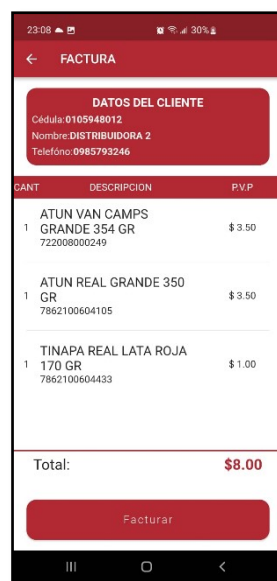 23:08 30%
FACTURA
DATOS DEL CLIENTE
Cédula:0105948012
Nombre:DISTRIBUIDORA 2
Telefóno:0985793246
CANT DESCRIPCION P.V.P
1 ATUN VAN CAMPS GRANDE 354 GR $ 3.50
722008000249
1 ATUN REAL GRANDE 350 GR $ 3.50
7862100604105
1 TINAPA REAL LATA ROJA 170 GR $ 1.00
7862100604433
Total: $8.00
Facturar